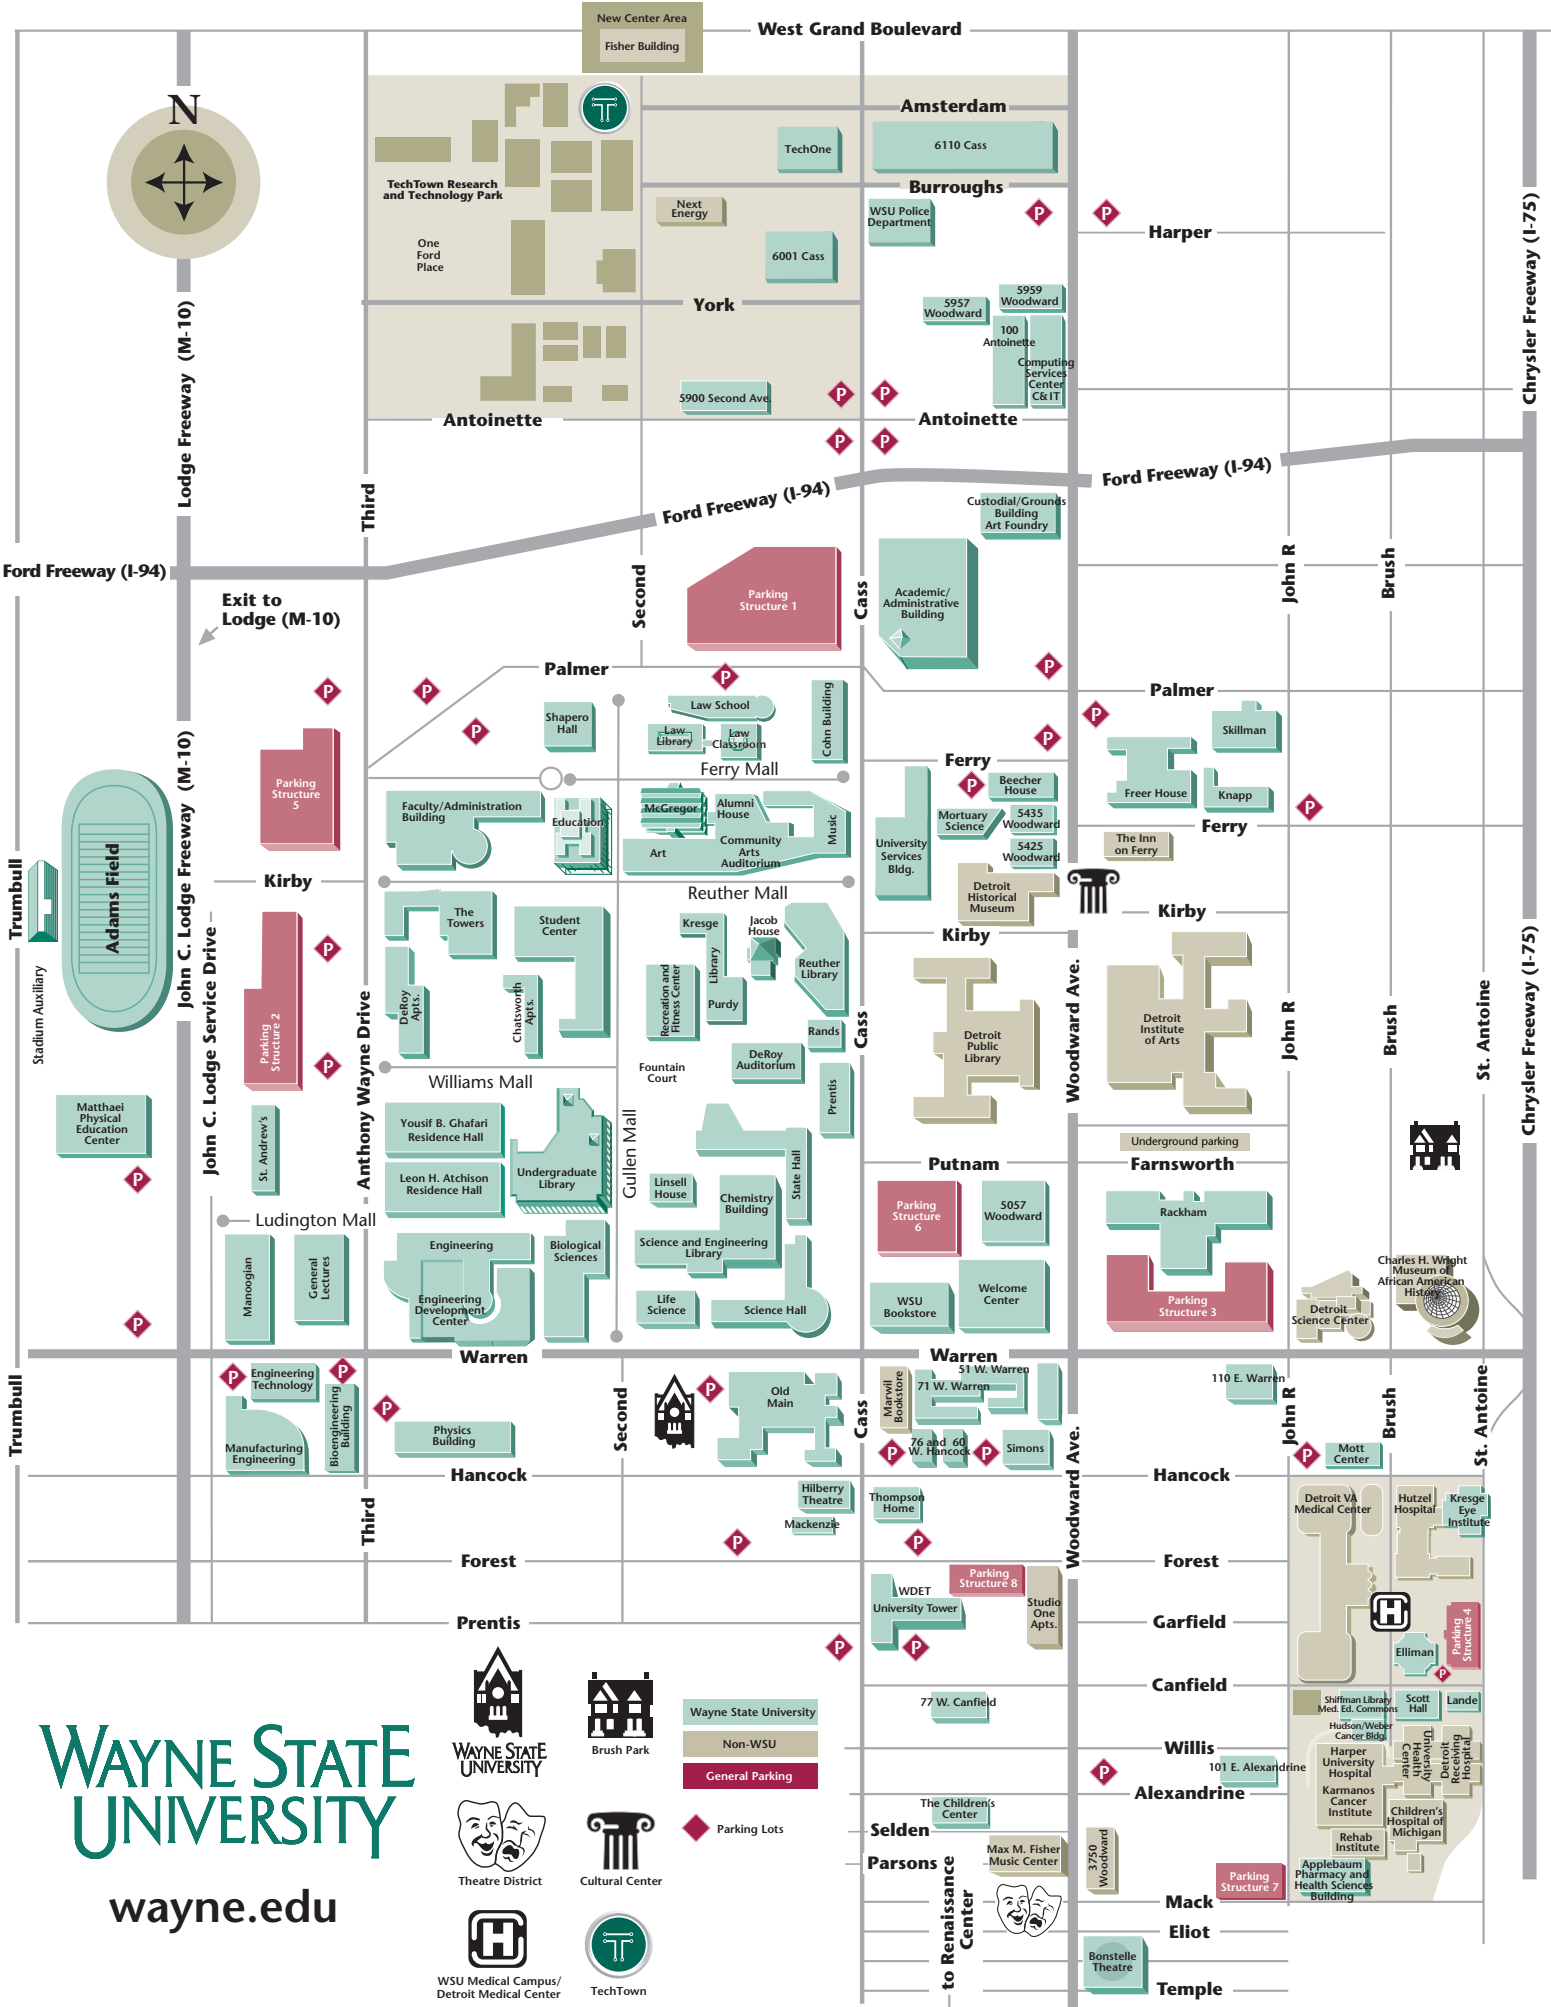 New Center Area
Fisher Building
West Grand Boulevard
N
Amsterdam
TechOne
6110 Cass
TechTown Research
and Technology Park
Burroughs
Next
Energy
WSU Police
Department
P
P
Harper
One
Ford
Place
6001 Cass
York
5957
Woodward
5959
Woodward
100
Antoinette
Computing
Services
Center
C&IT
5900 Second Ave.
P
P
Antoinette
Antoinette
P
P
Lodge Freeway (M-10)
Chrysler Freeway (I-75)
Third
Ford Freeway (I-94)
Ford Freeway (I-94)
Ford Freeway (I-94)
Custodial/Grounds
Building
Art Foundry
Exit to
Lodge (M-10)
Second
Parking
Structure 1
Cass
Academic/
Administrative
Building
John R
Brush
Palmer
P
P
P
P
P
Palmer
Shapero
Hall
Law School
Law
Library
Law
Classroom
Cohn Building
P
P
Skillman
Ferry Mall
Ferry
Parking
Structure
5
Faculty/Administration
Building
Education
McGregor
Alumni
House
Community
Arts
Auditorium
Art
Music
University
Services
Bldg.
P
Beecher
House
Mortuary
Science
5435
Woodward
5425
Woodward
Freer House
Knapp
P
Ferry
The Inn
on Ferry
Trumbull
Adams Field
John C. Lodge Freeway (M-10)
Stadium Auxiliary
Kirby
Reuther Mall
Detroit
Historical
Museum
Kirby
Kirby
The
Towers
Student
Center
Kresge
Library
Purdy
Jacob
House
Reuther
Library
P
Parking
Structure 2
P
John C. Lodge Service Drive
Anthony Wayne Drive
DeRoy
Apts.
Chatsworth
Apts.
Recreation and
Fitness Center
Rands
Cass
Detroit
Public
Library
Woodward Ave.
Detroit
Institute
of Arts
John R
Brush
St. Antoine
Chrysler Freeway (I-75)
Williams Mall
Fountain
Court
DeRoy
Auditorium
Prentis
Matthaei
Physical
Education
Center
P
St. Andrew's
Yousif B. Ghafari
Residence Hall
Leon H. Atchison
Residence Hall
Undergraduate
Library
Gullen Mall
Linsell
House
Chemistry
Building
State Hall
Putnam
Underground parking
Farnsworth
Parking
Structure
6
5057
Woodward
Rackham
Ludington Mall
Manoogian
General
Lectures
Engineering
Engineering
Development
Center
Biological
Sciences
Science and Engineering
Library
Life
Science
Science Hall
WSU
Bookstore
Welcome
Center
Parking
Structure 3
Detroit
Science Center
Charles H. Wright
Museum of
African American
History
P
Warren
Warren
P
Engineering
Technology
P
Bioengineering
Building
Manufacturing
Engineering
P
Physics
Building
Trumbull
Second
P
Old
Main
Cass
Marwil
Bookstore
51 W. Warren
71 W. Warren
P
76 and 60
W. Hancock
P
Simons
Woodward Ave.
110 E. Warren
John R
Brush
St. Antoine
P
Mott
Center
Hancock
Hancock
Third
Hilberry
Theatre
Mackenzie
Thompson
Home
P
P
Detroit VA
Medical Center
Hutzel
Hospital
Kresge
Eye
Institute
Forest
Forest
WDET
University Tower
Parking
Structure 8
Studio
One
Apts.
Prentis
Garfield
P
P
H
Elliman
Parking
Structure 4
P
Canfield
77 W. Canfield
Shiffman Library
Med. Ed. Commons
Scott
Hall
Lande
Hudson/Weber
Cancer Bldg.
Willis
101 E. Alexandrine
P
Harper
University
Hospital
Karmanos
Cancer
Institute
University
Health
Center
Detroit
Receiving
Hospital
Alexandrine
The Children's
Center
Children's
Hospital of
Michigan
Selden
Parsons
Max M. Fisher
Music Center
3750
Woodward
Rehab
Institute
Parking
Structure 7
Applebaum
Pharmacy and
Health Sciences
Building
Mack
to Renaissance
Center
Eliot
Bonstelle
Theatre
Temple
WAYNE STATE
UNIVERSITY
wayne.edu
WAYNE STATE
UNIVERSITY
Brush Park
Theatre District
Cultural Center
H
WSU Medical Campus/
Detroit Medical Center
TechTown
Wayne State University
Non-WSU
General Parking
P Parking Lots